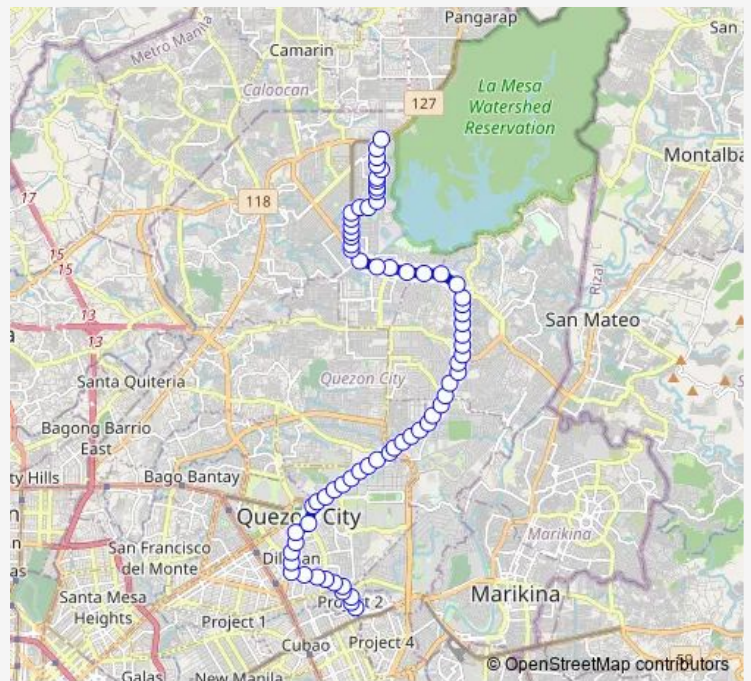 Pangarap
San
Metro Manila
Camarin
La Mesa
Watershed
Reservation
Caloocan
127
Montalba
17
118
15
15
Rizal
13
13
San Mateo
Santa Quiteria
Quezon City
Bagong Barrio
East
ty Hills
Bago Bantay
Quezon City
Marikina
San Francisco
del Monte
Diliman
as
Santa Mesa
Heights
Project 2
Marikina
Project 1
Cubao
Project 4
Galas
New Manila
59
© OpenStreetMap contributors